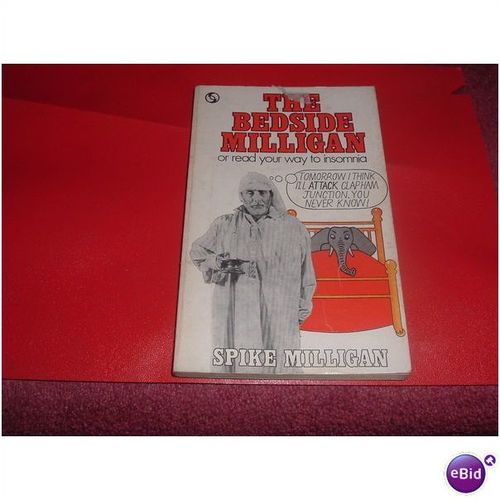 THE
BEDSIDE
MILLIGAN
or read your way to insomnia
TOMORROW I THINK
I'LL ATTACK CLAPHAM
JUNCTION. YOU
NEVER KNOW!
SPIKE MILLIGAN
eBid